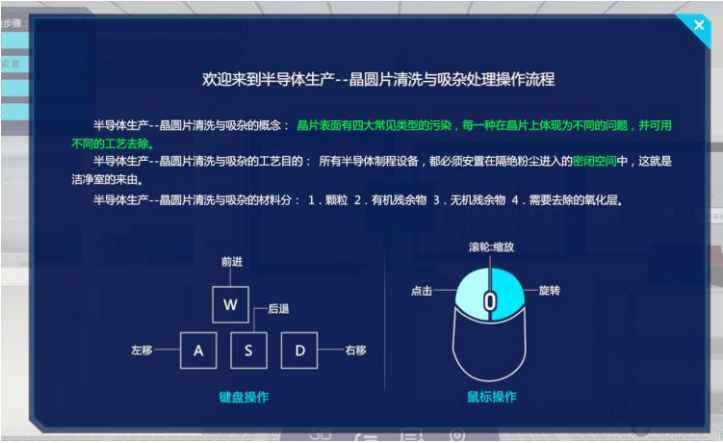 步骤：
设置
欢迎来到半导体生产--晶圆片清洗与吸杂处理操作流程
半导体生产--晶圆片清洗与吸杂的概念：晶片表面有四大常见类型的污染，每一种在晶片上体现为不同的问题，并可用
不同的工艺去除。
半导体生产--晶圆片清洗与吸杂的工艺目的：所有半导体制程设备，都必须安置在隔绝粉尘进入的密闭空间中，这就是
洁净室的来由。
半导体生产--晶圆片清洗与吸杂的材料分：1．颗粒 2．有机残余物 3．无机残余物 4．需要去除的氧化层。
前进
W
后退
左移
A
S
D
右移
键盘操作
滚轮:缩放
点击
旋转
鼠标操作